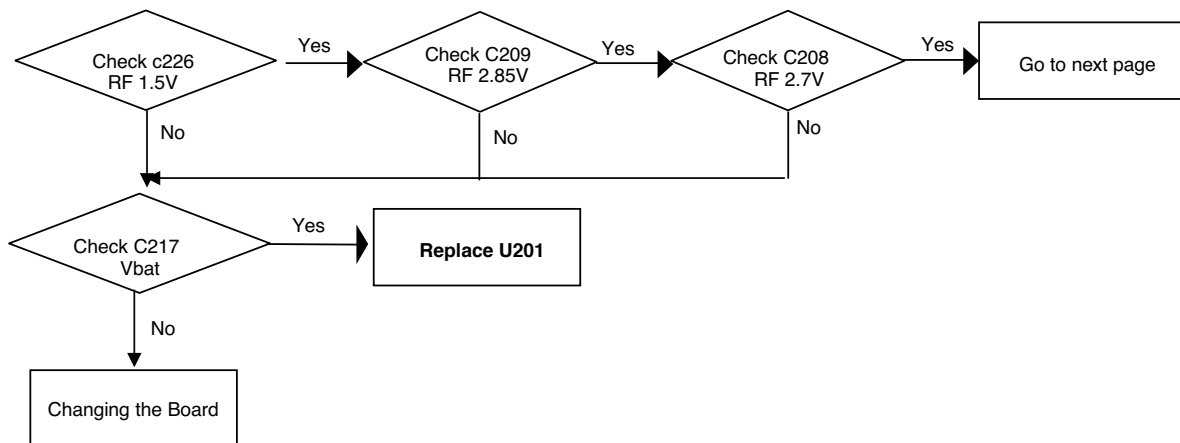 Check c226
RF 1.5V
Yes
Check C209
RF 2.85V
Yes
Check C208
RF 2.7V
Yes
Go to next page
No
No
No
Check C217
Vbat
Yes
Replace U201
No
Changing the Board